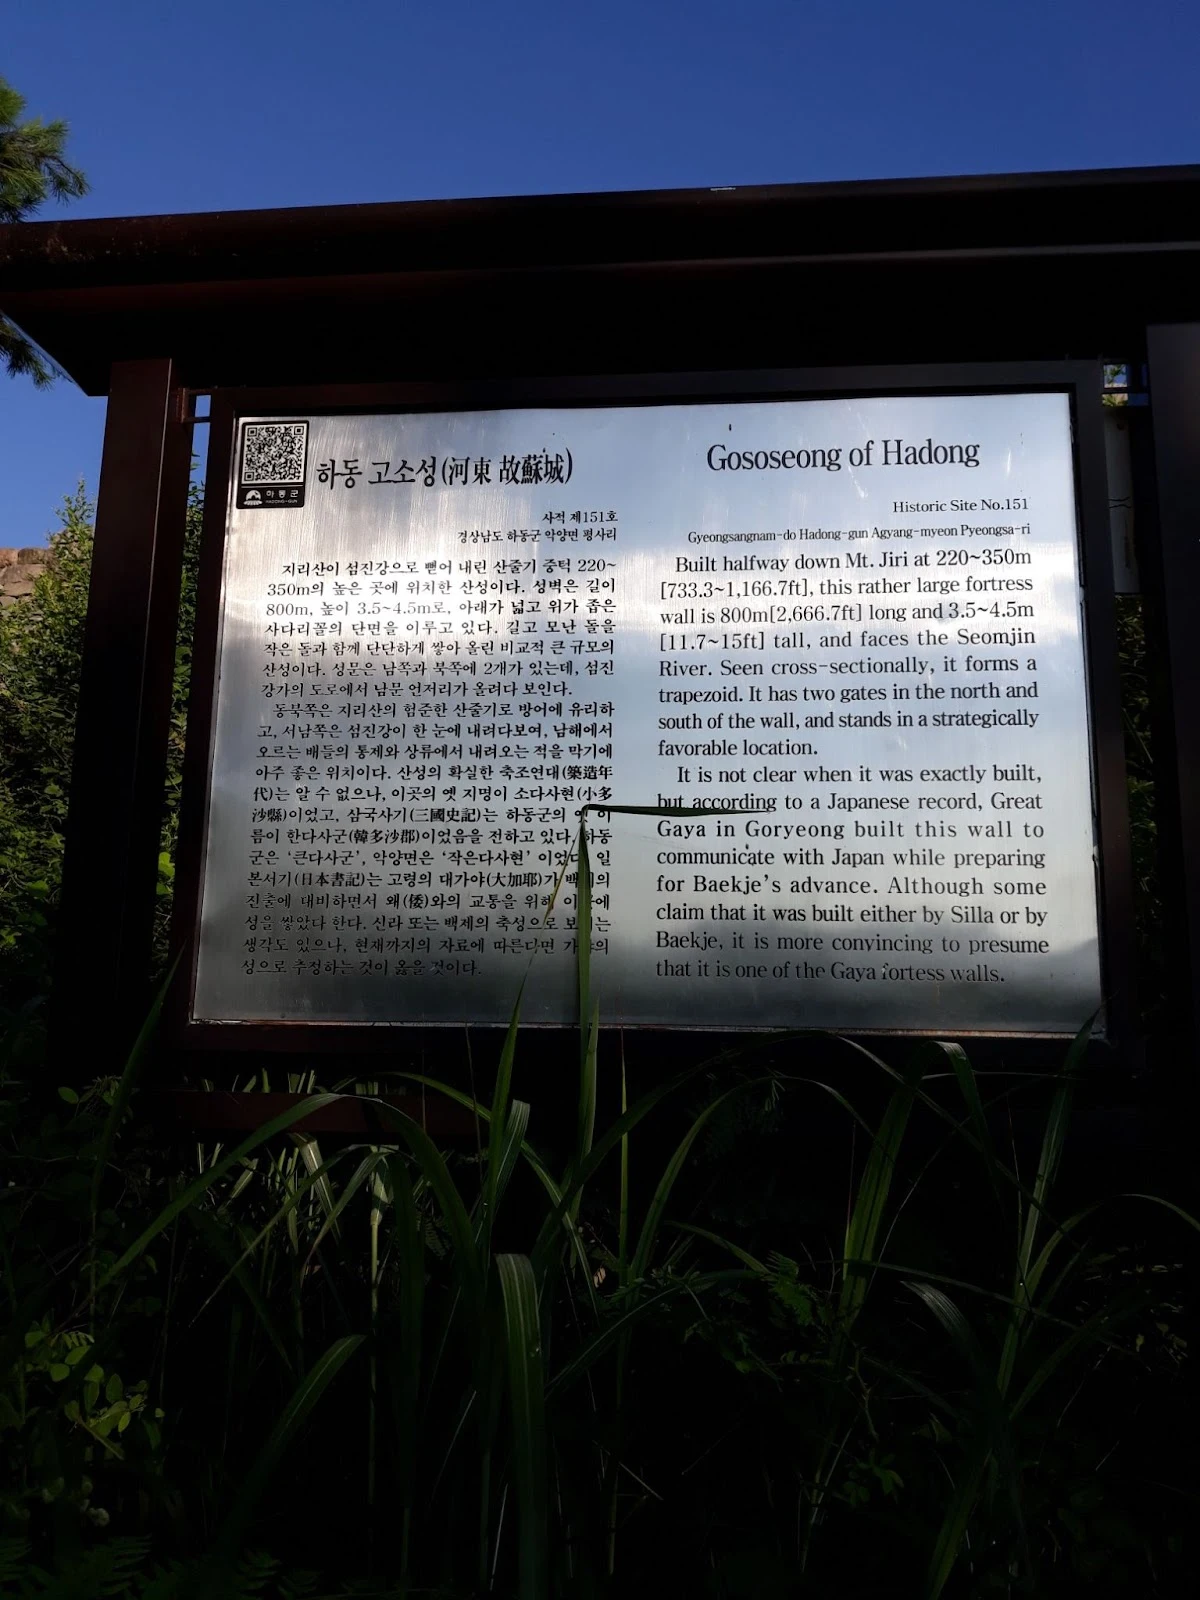 하동군
HADONG-GUN
하동 고소성(河東 故蘇城)
사적 제151호
경상남도 하동군 악양면 평사리
지리산이 섬진강으로 뻗어 내린 산줄기 중턱 220~
350m의 높은 곳에 위치한 산성이다. 성벽은 길이
800m, 높이 3.5~4.5m로, 아래가 넓고 위가 좁은
사다리꼴의 단면을 이루고 있다. 길고 모난 돌을
작은 돌과 함께 단단하게 쌓아 올린 비교적 큰 규모의
산성이다. 성문은 남쪽과 북쪽에 2개가 있는데, 섬진
강가의 도로에서 남문 언저리가 올려다 보인다.
동북쪽은 지리산의 험준한 산줄기로 방어에 유리하
고, 서남쪽은 섬진강이 한 눈에 내려다보여, 남해에서
오르는 배들의 통제와 상류에서 내려오는 적을 막기에
아주 좋은 위치이다. 산성의 확실한 축조연대(築造年
代)는 알 수 없으나, 이곳의 옛 지명이 소다사현(小多
沙縣)이었고, 삼국사기(三國史記)는 하동군의 옛 이
름이 한다사군(韓多沙郡)이었음을 전하고 있다. 하동
군은 '큰다사군', 악양면은 '작은다사현' 이었다. 일
본서기(日本書記)는 고령의 대가야(大加耶)가 백제의
진출에 대비하면서 왜(倭)와의 교통을 위해 이곳에
성을 쌓았다 한다. 신라 또는 백제의 축성으로 보는
생각도 있으나, 현재까지의 자료에 따른다면 가야의
성으로 추정하는 것이 옳을 것이다.
Gososeong of Hadong
Historic Site No.151
Gyeongsangnam-do Hadong-gun Agyang-myeon Pyeongsa-ri
Built halfway down Mt. Jiri at 220~350m
[733.3~1,166.7ft], this rather large fortress
wall is 800m[2,666.7ft] long and 3.5~4.5m
[11.7~15ft] tall, and faces the Seomjin
River. Seen cross-sectionally, it forms a
trapezoid. It has two gates in the north and
south of the wall, and stands in a strategically
favorable location.
It is not clear when it was exactly built,
but according to a Japanese record, Great
Gaya in Goryeong built this wall to
communicate with Japan while preparing
for Baekje's advance. Although some
claim that it was built either by Silla or by
Baekje, it is more convincing to presume
that it is one of the Gaya fortess walls.